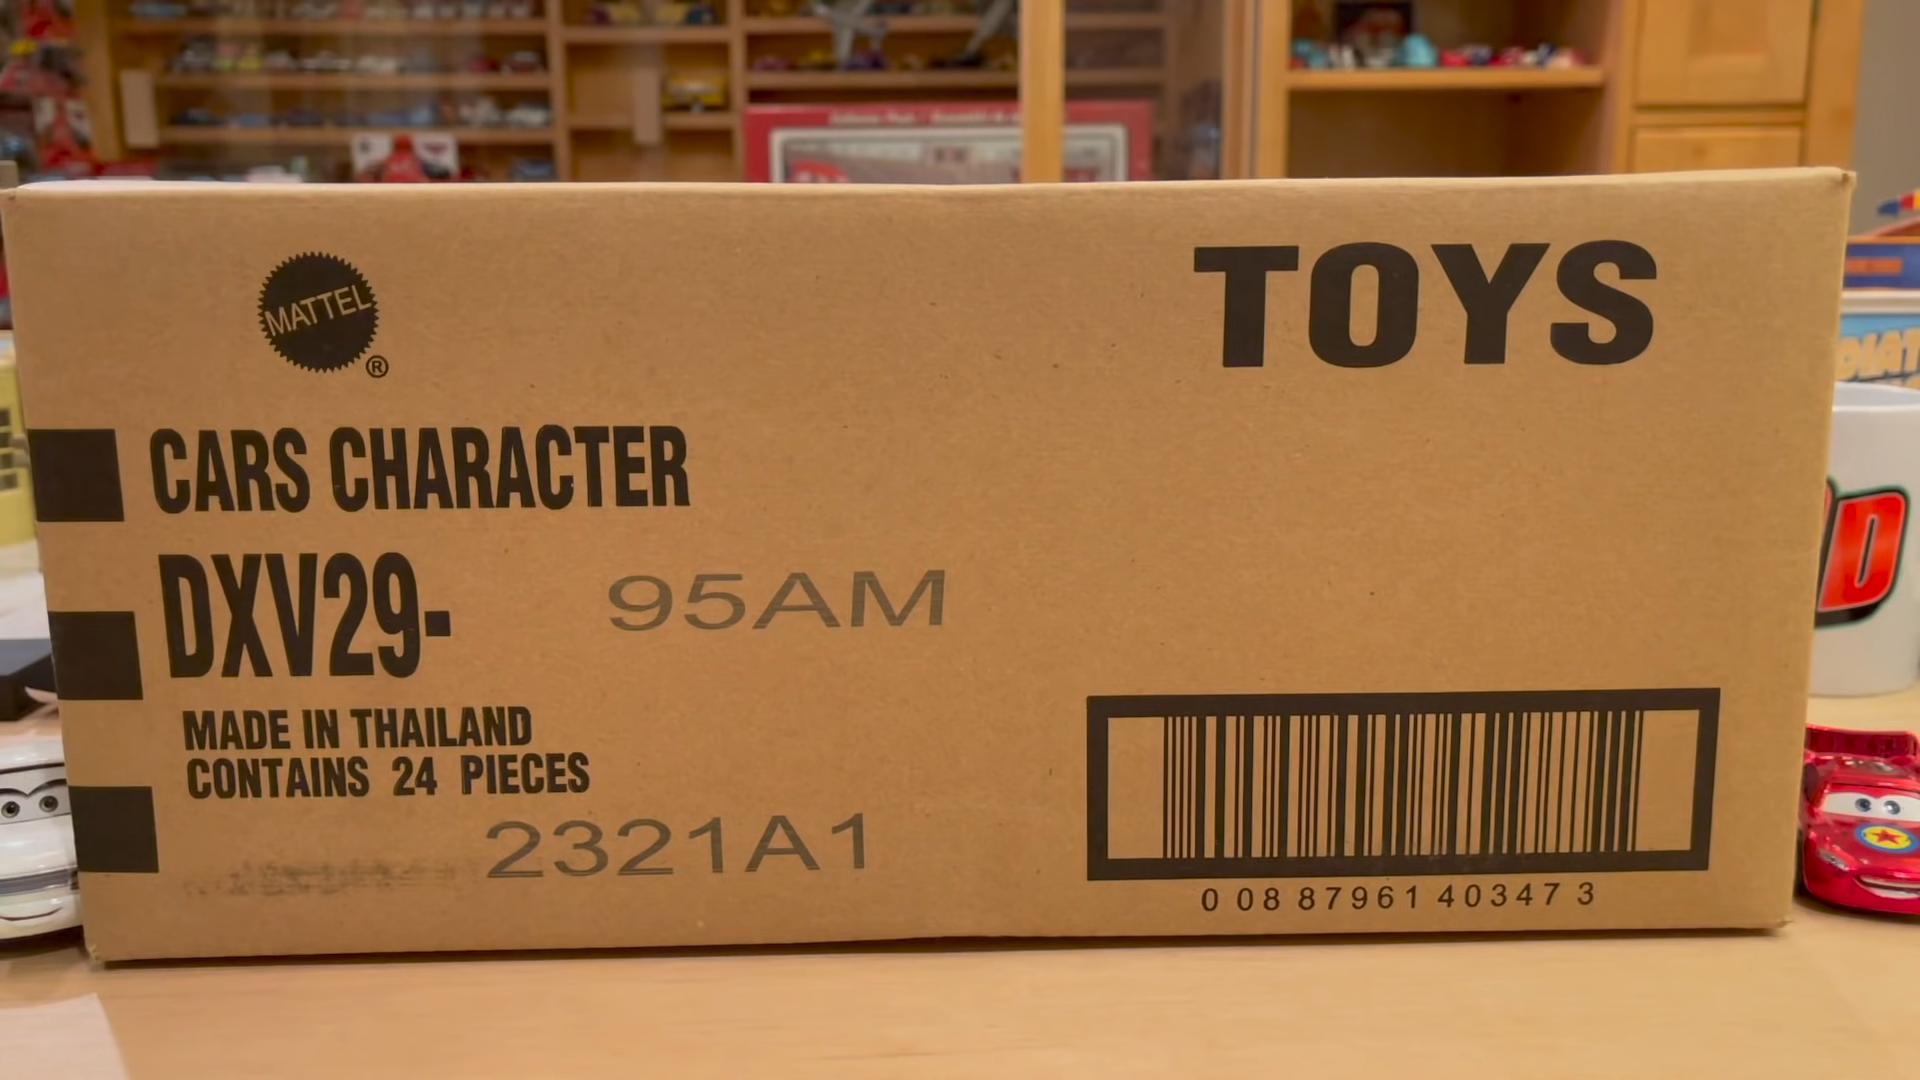 MATTEL
®
TOYS
CARS CHARACTER
DXV29- 95AM
MADE IN THAILAND
CONTAINS 24 PIECES
2321A1
0 08 87961 40347 3
D